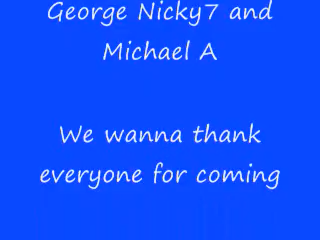 George Nicky7 and
Michael A
We wanna thank
everyone for coming